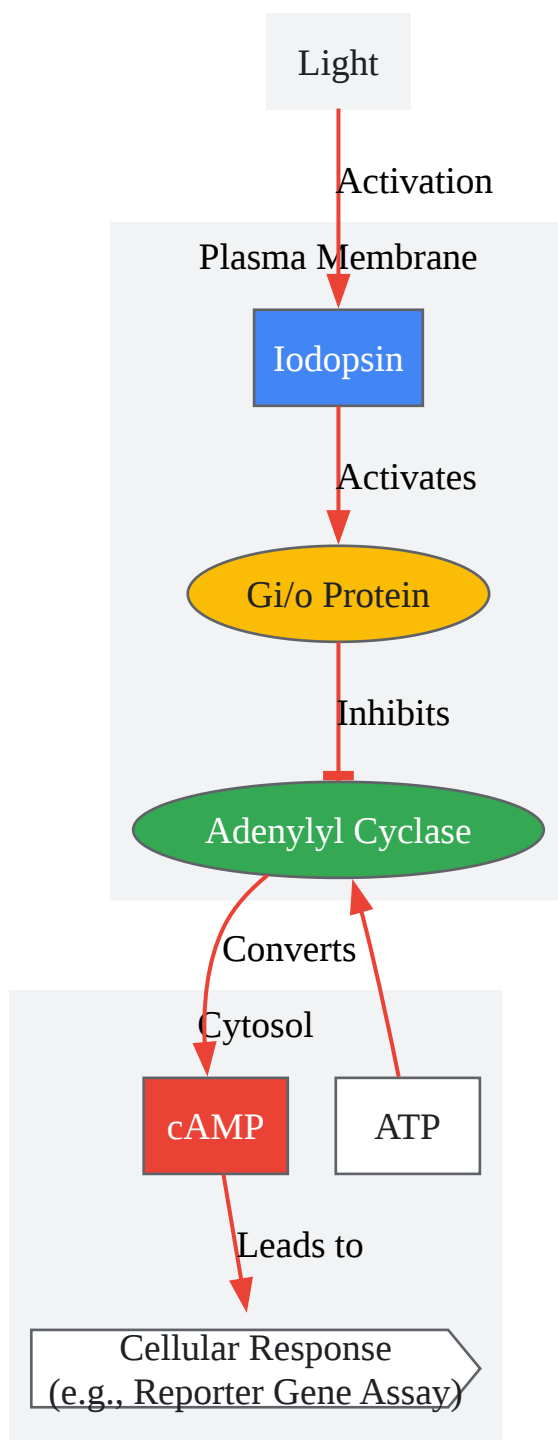 Light
Activation
Plasma Membrane
Iodopsin
Activates
Gi/o Protein
Inhibits
Adenylyl Cyclase
Converts
Cytosol
cAMP
ATP
Leads to
Cellular Response
(e.g., Reporter Gene Assay)